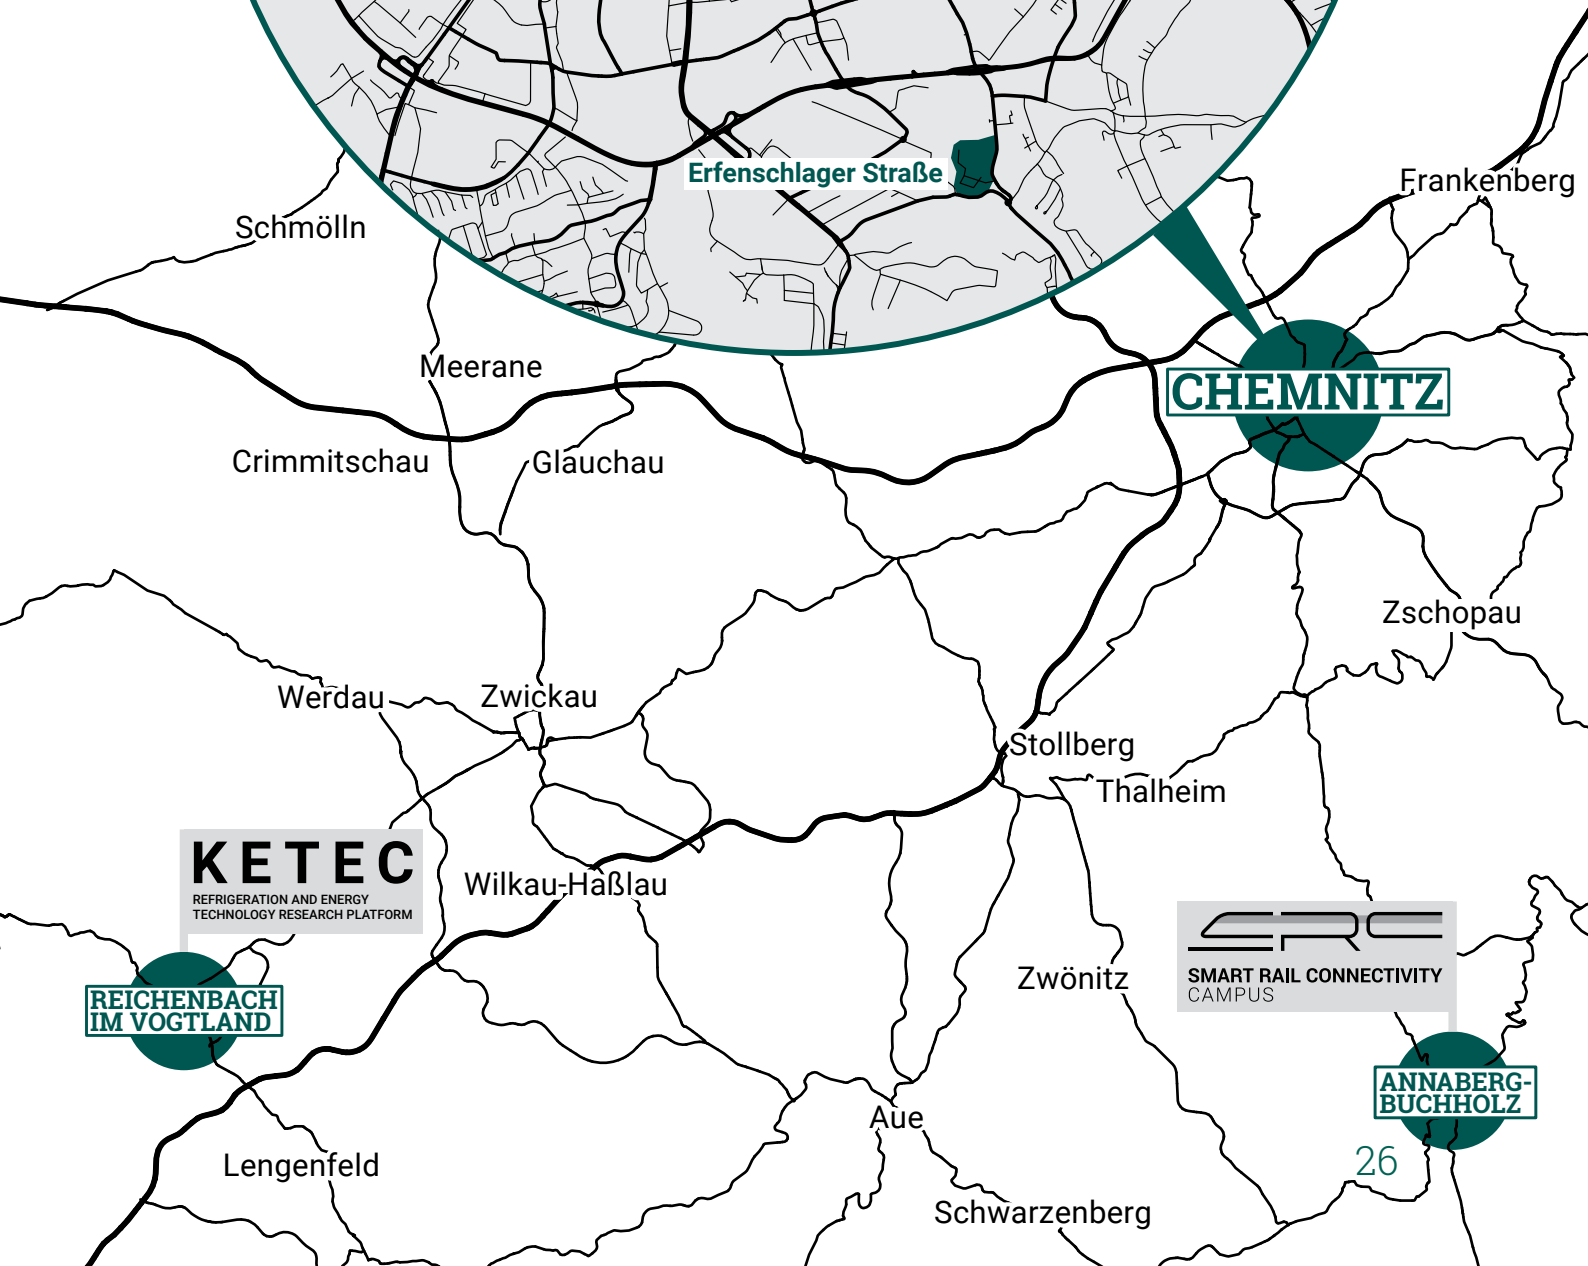 Erfenschlager Straße
Frankenberg
Schmölln
Meerane
CHEMNITZ
Crimmitschau
Glauchau
Zschopau
Werdau
Zwickau
Stollberg
Thalheim
KETEC
REFRIGERATION AND ENERGY
TECHNOLOGY RESEARCH PLATFORM
Wilkau-Haßlau
SRCC
SMART RAIL CONNECTIVITY
CAMPUS
Zwönitz
REICHENBACH
IM VOGTLAND
ANNABERG-
BUCHHOLZ
Aue
26
Lengenfeld
Schwarzenberg